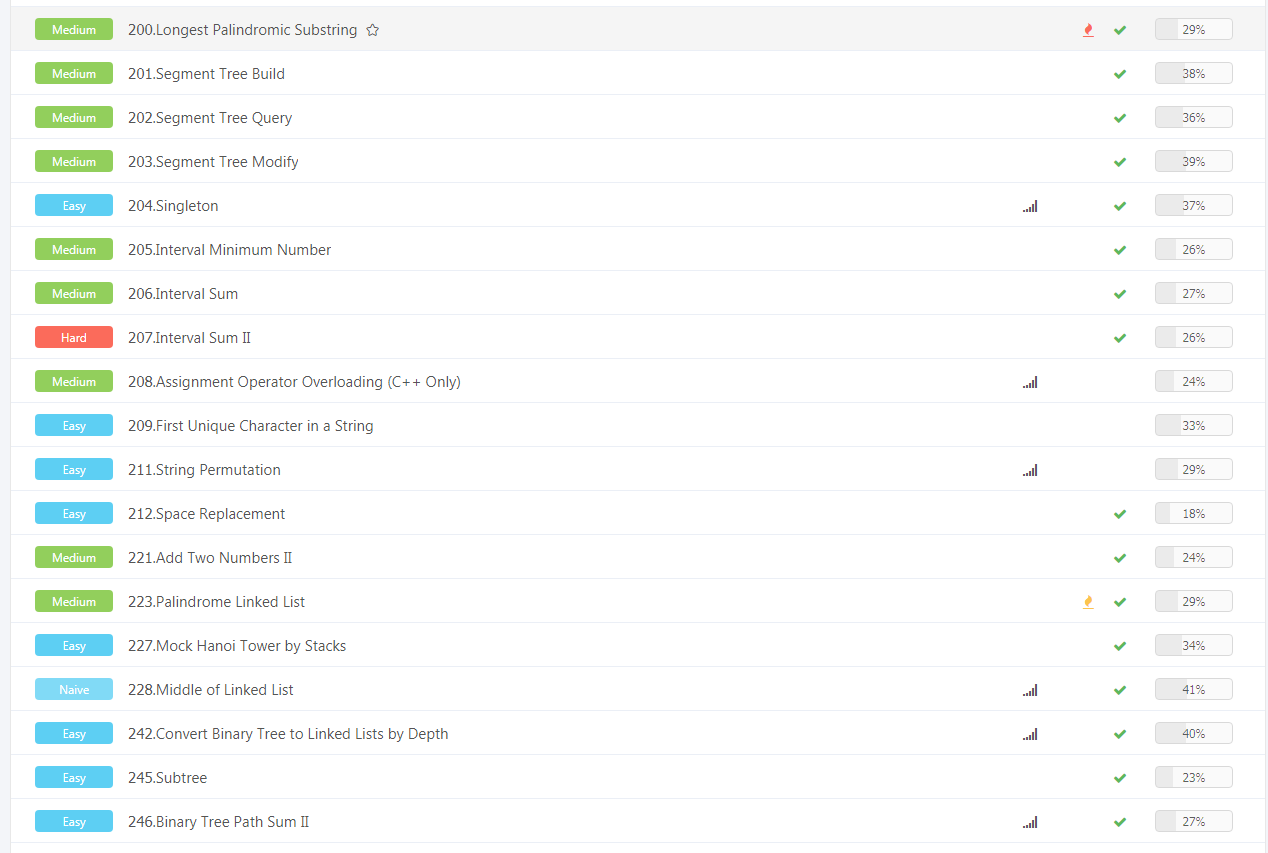 Medium 200.Longest Palindromic Substring 29%
Medium 201.Segment Tree Build 38%
Medium 202.Segment Tree Query 36%
Medium 203.Segment Tree Modify 39%
Easy 204.Singleton 37%
Medium 205.Interval Minimum Number 26%
Medium 206.Interval Sum 27%
Hard 207.Interval Sum II 26%
Medium 208.Assignment Operator Overloading (C++ Only) 24%
Easy 209.First Unique Character in a String 33%
Easy 211.String Permutation 29%
Easy 212.Space Replacement 18%
Medium 221.Add Two Numbers II 24%
Medium 223.Palindrome Linked List 29%
Easy 227.Mock Hanoi Tower by Stacks 34%
Naive 228.Middle of Linked List 41%
Easy 242.Convert Binary Tree to Linked Lists by Depth 40%
Easy 245.Subtree 23%
Easy 246.Binary Tree Path Sum II 27%